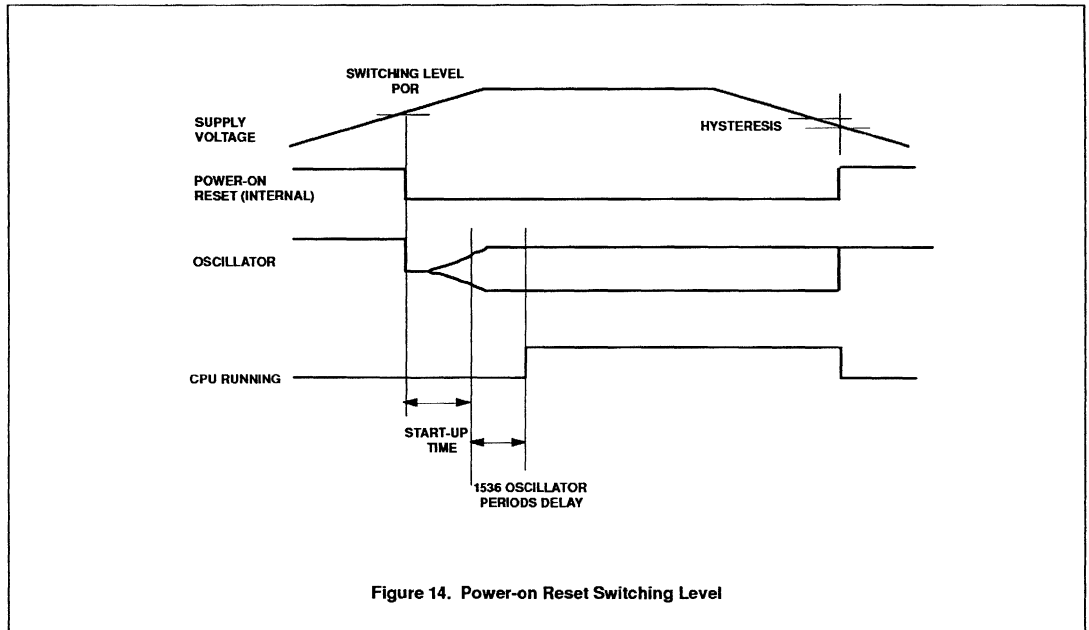 SWITCHING LEVEL
POR
SUPPLY
VOLTAGE
HYSTERESIS
POWER-ON
RESET (INTERNAL)
OSCILLATOR
CPU RUNNING
START-UP
TIME
1536 OSCILLATOR
PERIODS DELAY
Figure 14. Power-on Reset Switching Level